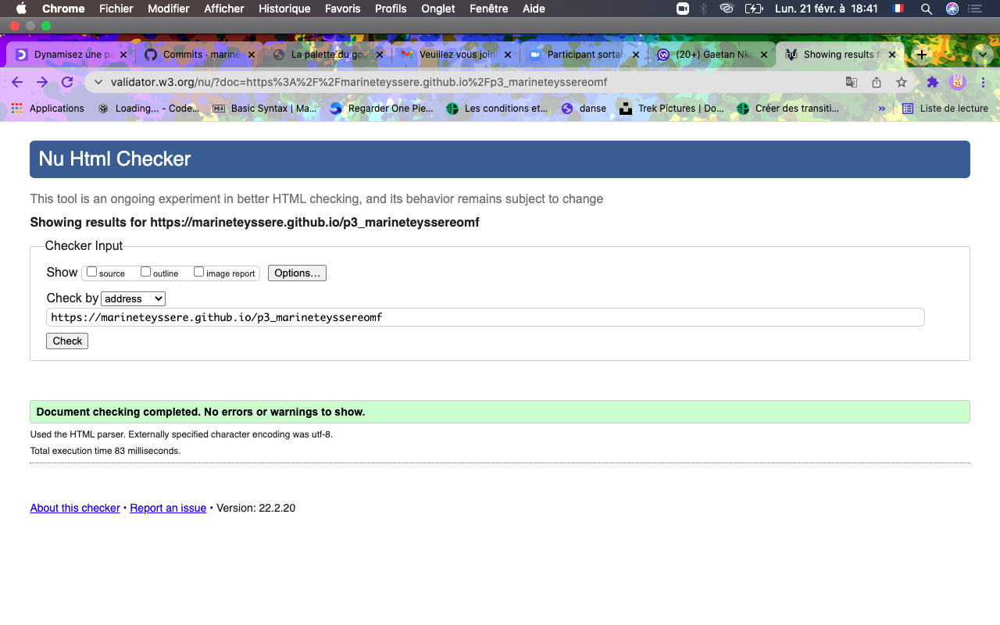 Chrome Fichier Modifier Afficher Historique Favoris Profils Onglet Fenêtre Aide Lun. 21 févr. à 18:41
Dynamisez une pa Commits · marine La palette du goû Veuillez vous join Participant sortan (20+) Gaetan Nko Showing results f
validator.w3.org/nu/?doc=https%3A%2F%2Fmarineteyssere.github.io%2Fp3_marineteyssereomf
Applications Loading... - Code... Basic Syntax | Ma... Regarder One Pie... Les conditions et... danse Trek Pictures | Do... Créer des transiti... » Liste de lecture
Nu Html Checker
This tool is an ongoing experiment in better HTML checking, and its behavior remains subject to change
Showing results for https://marineteyssere.github.io/p3_marineteyssereomf
Checker Input
Show source outline image report Options...
Check by address
https://marineteyssere.github.io/p3_marineteyssereomf
Check
Document checking completed. No errors or warnings to show.
Used the HTML parser. Externally specified character encoding was utf-8.
Total execution time 83 milliseconds.
About this checker • Report an issue • Version: 22.2.20